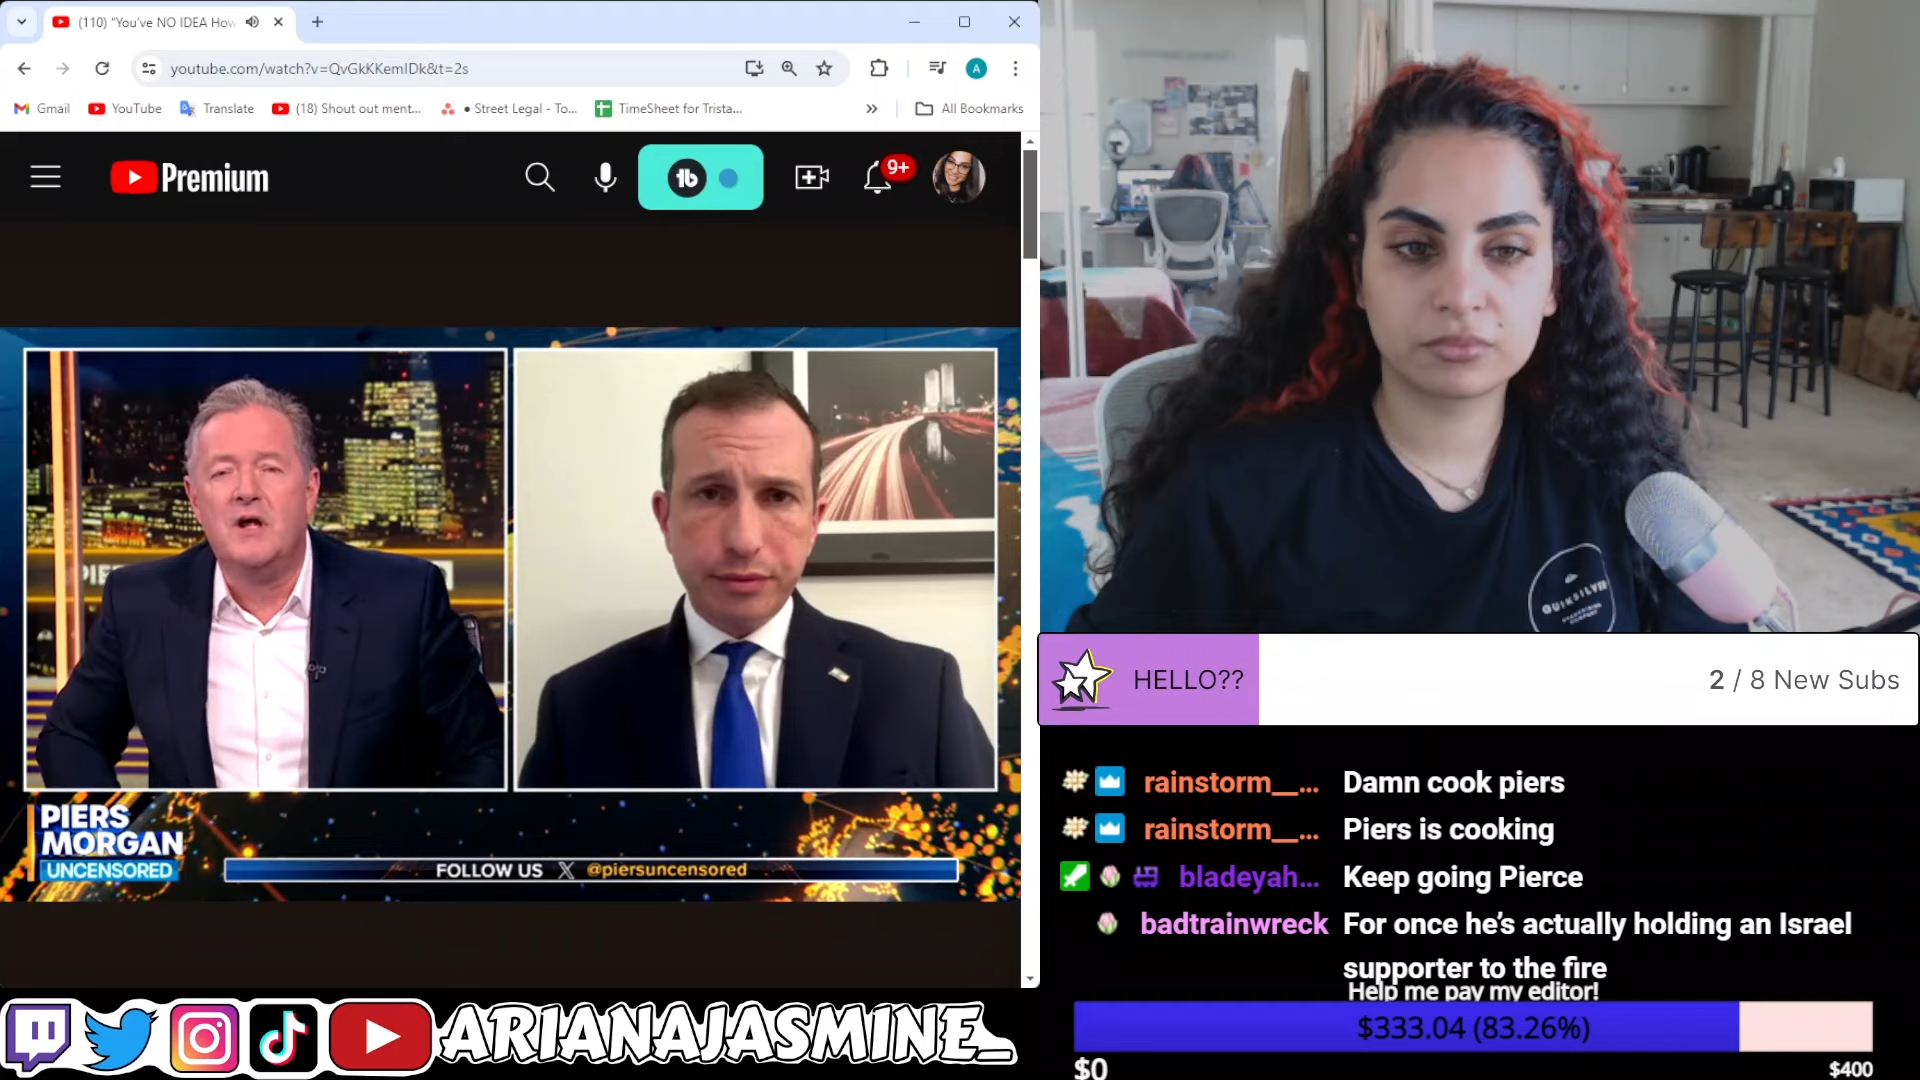 (110) "You've NO IDEA How
youtube.com/watch?v=QvGkKKemIDk&t=2s
A
Gmail
YouTube
Translate
(18) Shout out ment...
● Street Legal - To...
TimeSheet for Trista...
»
All Bookmarks
Premium
9+
PIERS
MORGAN
UNCENSORED
FOLLOW US X @piersuncensored
QUIKSILVER
HELLO??
2 / 8 New Subs
rainstorm__... Damn cook piers
rainstorm__... Piers is cooking
bladeyah... Keep going Pierce
badtrainwreck For once he's actually holding an Israel
supporter to the fire
Help me pay my editor!
$333.04 (83.26%)
$0
$400
ARIANAJASMINE_